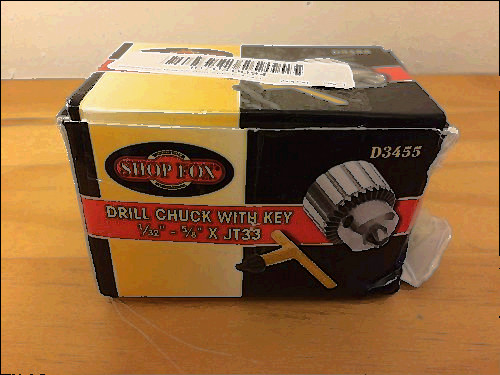 SHOP FOX
D3455
DRILL CHUCK WITH KEY
1/32" - 5/8" X JT33